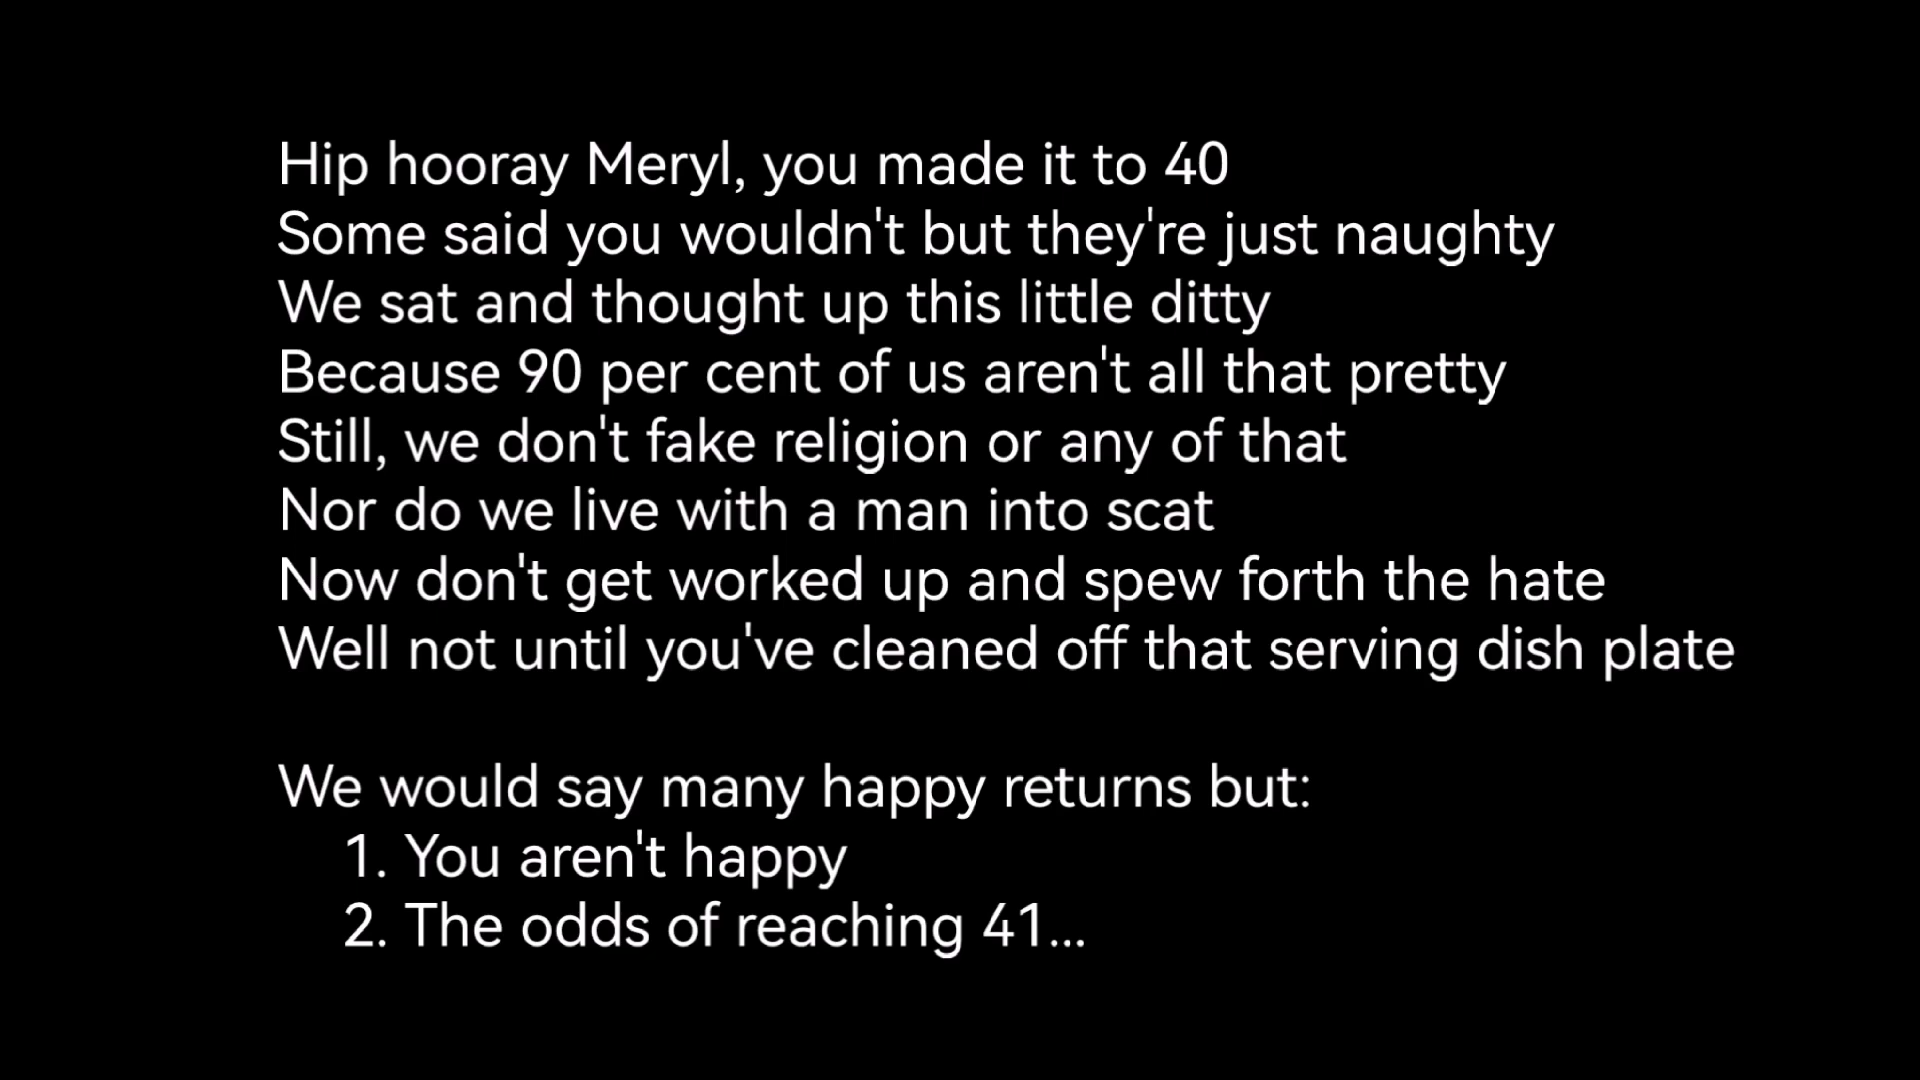 Hip hooray Meryl, you made it to 40
Some said you wouldn't but they're just naughty
We sat and thought up this little ditty
Because 90 per cent of us aren't all that pretty
Still, we don't fake religion or any of that
Nor do we live with a man into scat
Now don't get worked up and spew forth the hate
Well not until you've cleaned off that serving dish plate
We would say many happy returns but:
1. You aren't happy
2. The odds of reaching 41...